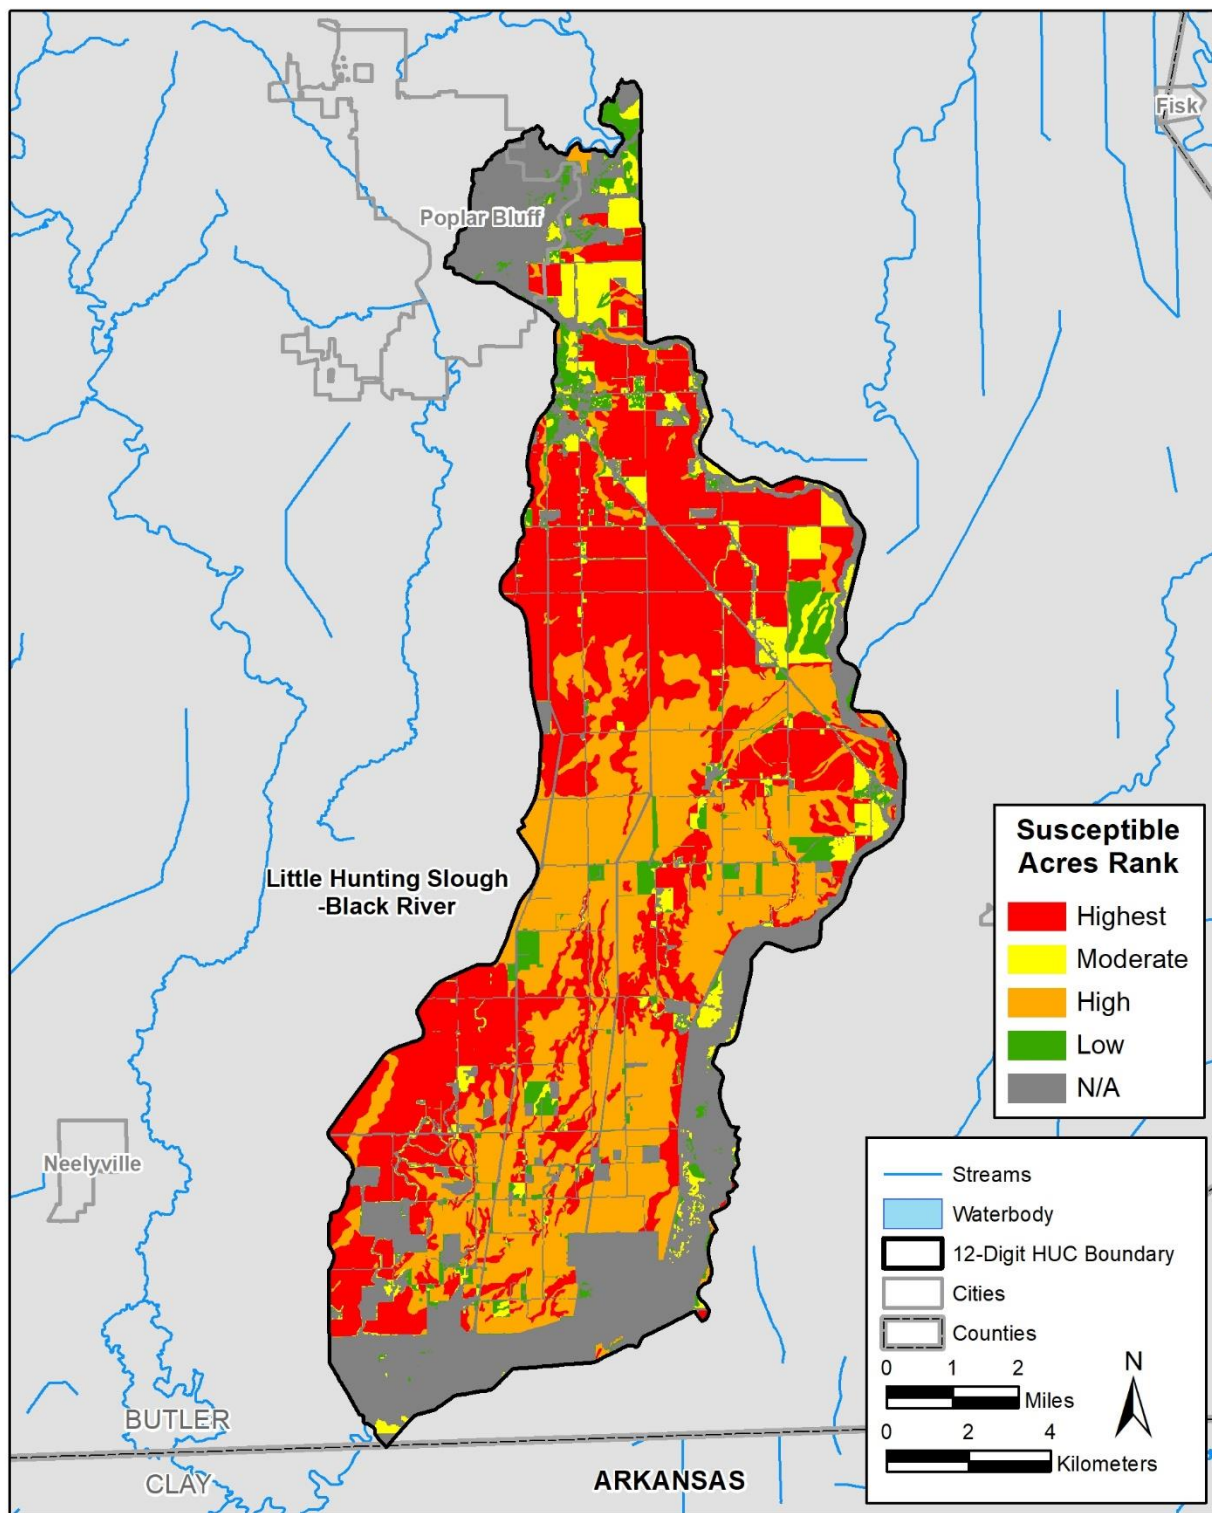 Fisk
Poplar Bluff
Little Hunting Slough
-Black River
Susceptible
Acres Rank
Highest
Moderate
High
Low
N/A
Neelyville
Streams
Waterbody
12-Digit HUC Boundary
Cities
Counties
0 1 2
Miles
N
0 2 4
Kilometers
BUTLER
CLAY
ARKANSAS